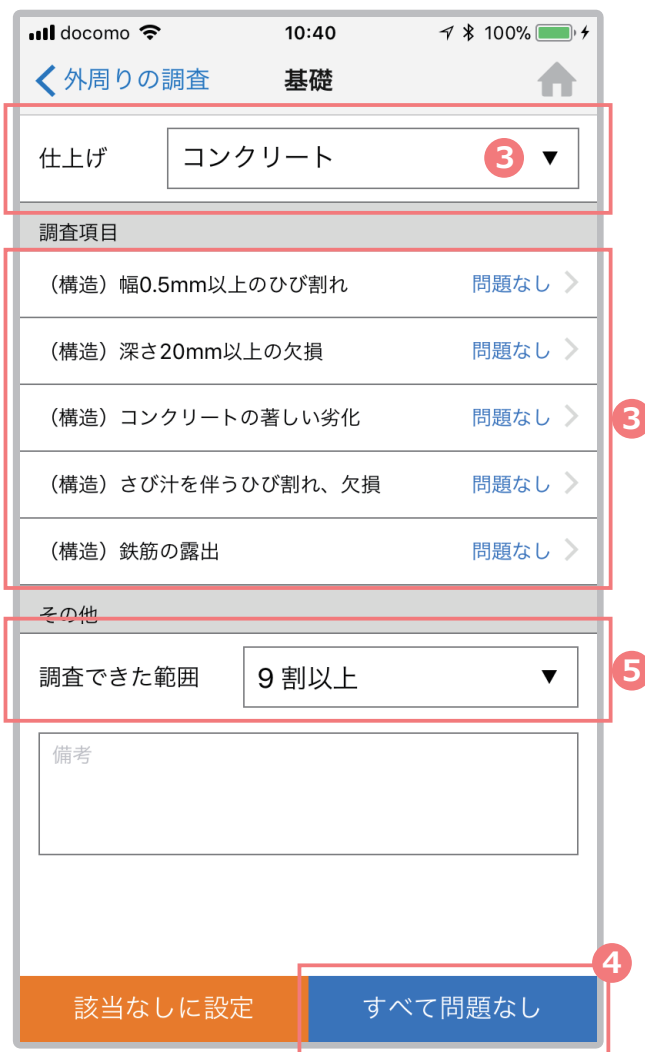 docomo 10:40 100%
外周りの調査 基礎
仕上げ コンクリート 3 ▼
調査項目
（構造）幅0.5mm以上のひび割れ 問題なし
（構造）深さ20mm以上の欠損 問題なし
（構造）コンクリートの著しい劣化 問題なし
3
（構造）さび汁を伴うひび割れ、欠損 問題なし
（構造）鉄筋の露出 問題なし
その他
調査できた範囲 9 割以上 ▼
5
備考
4
該当なしに設定 すべて問題なし